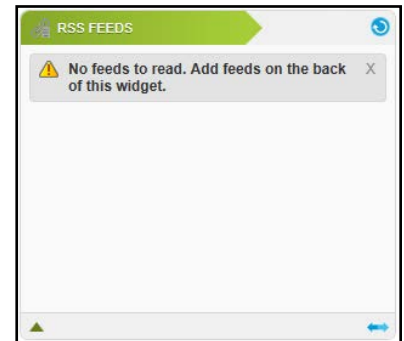 RSS FEEDS
No feeds to read. Add feeds on the back X
of this widget.